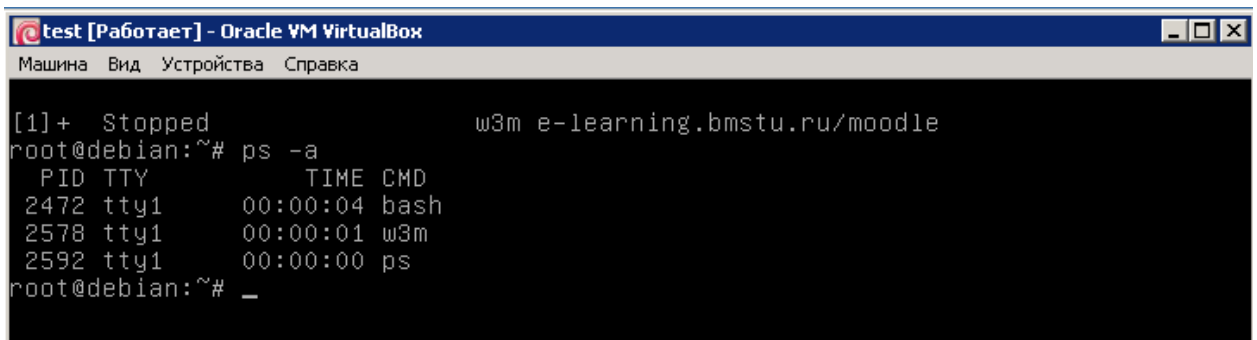 test [Работает] - Oracle VM VirtualBox
Машина Вид Устройства Справка
[1]+  Stopped                 w3m e-learning.bmstu.ru/moodle
root@debian:~# ps -a
  PID TTY          TIME CMD
 2472 tty1     00:00:04 bash
 2578 tty1     00:00:01 w3m
 2592 tty1     00:00:00 ps
root@debian:~# _